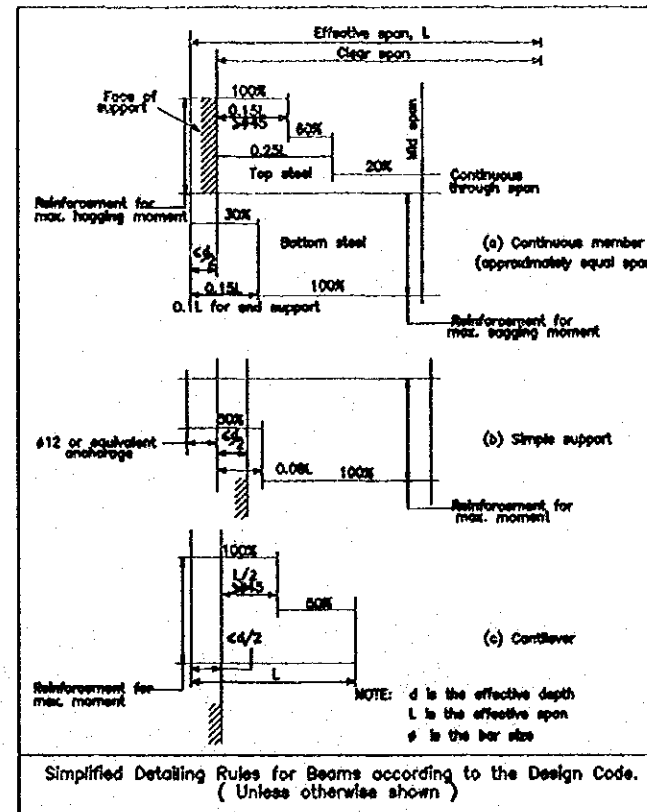 Effective span, L
Clear span
Face of
support
100%
0.15L
60%
0.25L
20%
Top steel
Mid span
Continuous
through span
Reinforcement for
max. hogging moment
30%
Bottom steel
(a) Continuous member
(approximately equal span
0.15L
100%
0.1L for end support
Reinforcement for
max. sagging moment
50%
ø12 or equivalent
anchorage
(b) Simple support
0.08L
100%
Reinforcement for
max. moment
100%
L/2
50%
<d/2
(c) Cantilever
L
Reinforcement for
max. moment
NOTE: d is the effective depth
L is the effective span
ø is the bar size
Simplified Detailing Rules for Beams according to the Design Code.
( Unless otherwise shown )